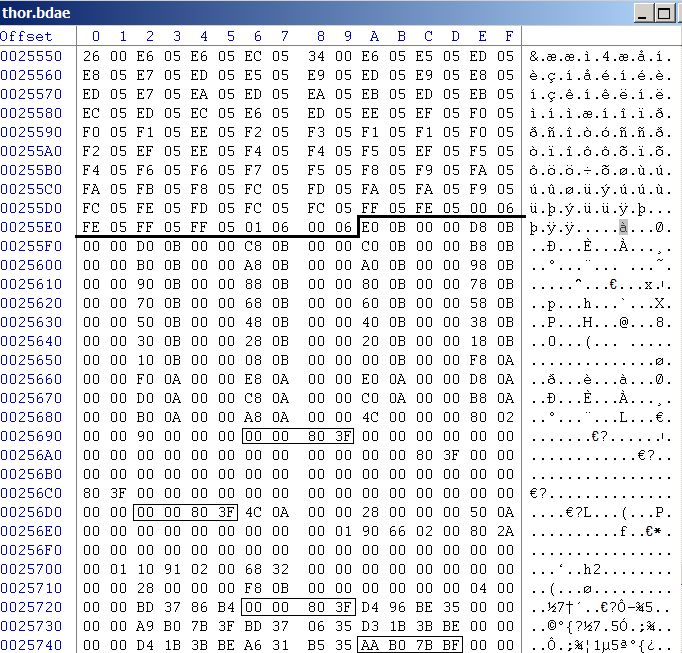 thor.bdae
Offset 0 1 2 3 4 5 6 7 8 9 A B C D E F
0025550 26 00 E6 05 E6 05 EC 05 34 00 E6 05 E5 05 ED 05 &.æ.æ.ì.4.æ.å.í.
0025560 E8 05 E7 05 ED 05 E5 05 E9 05 ED 05 E9 05 E8 05 è.ç.í.å.é.í.é.è.
0025570 ED 05 E7 05 EA 05 ED 05 EA 05 EB 05 ED 05 EB 05 í.ç.ê.í.ê.ë.í.ë.
0025580 EC 05 ED 05 EC 05 E6 05 ED 05 EE 05 EF 05 F0 05 ì.í.ì.æ.í.î.ï.ð.
0025590 F0 05 F1 05 EE 05 F2 05 F3 05 F1 05 F1 05 F0 05 ð.ñ.î.ò.ó.ñ.ñ.ð.
00255A0 F2 05 EF 05 EE 05 F4 05 F4 05 F5 05 EF 05 F5 05 ò.ï.î.ô.ô.õ.ï.õ.
00255B0 F4 05 F6 05 F6 05 F7 05 F5 05 F8 05 F9 05 FA 05 ô.ö.ö.÷.õ.ø.ù.ú.
00255C0 FA 05 FB 05 F8 05 FC 05 FD 05 FA 05 FA 05 F9 05 ú.û.ø.ü.ý.ú.ú.ù.
00255D0 FC 05 FE 05 FD 05 FC 05 FC 05 FF 05 FE 05 00 06 ü.þ.ý.ü.ü.ÿ.þ...
00255E0 FE 05 FF 05 FF 05 01 06 00 06 E0 0B 00 00 D8 0B þ.ÿ.ÿ.....à...Ø.
00255F0 00 00 D0 0B 00 00 C8 0B 00 00 C0 0B 00 00 B8 0B ..Ð...È...À...¸.
0025600 00 00 B0 0B 00 00 A8 0B 00 00 A0 0B 00 00 98 0B ..°...¨... ...˜.
0025610 00 00 90 0B 00 00 88 0B 00 00 80 0B 00 00 78 0B ......ˆ...€...x.
0025620 00 00 70 0B 00 00 68 0B 00 00 60 0B 00 00 58 0B ..p...h...`...X.
0025630 00 00 50 0B 00 00 48 0B 00 00 40 0B 00 00 38 0B ..P...H...@...8.
0025640 00 00 30 0B 00 00 28 0B 00 00 20 0B 00 00 18 0B ..0...(... .....
0025650 00 00 10 0B 00 00 08 0B 00 00 00 0B 00 00 F8 0A ..............ø.
0025660 00 00 F0 0A 00 00 E8 0A 00 00 E0 0A 00 00 D8 0A ..ð...è...à...Ø.
0025670 00 00 D0 0A 00 00 C8 0A 00 00 C0 0A 00 00 B8 0A ..Ð...È...À...¸.
0025680 00 00 B0 0A 00 00 A8 0A 00 00 4C 00 00 00 80 02 ..°...¨...L...€.
0025690 00 00 90 00 00 00 00 00 80 3F 00 00 00 00 00 00 ........€?......
00256A0 00 00 00 00 00 00 00 00 00 00 00 00 80 3F 00 00 ............€?..
00256B0 00 00 00 00 00 00 00 00 00 00 00 00 00 00 00 00 ................
00256C0 80 3F 00 00 00 00 00 00 00 00 00 00 00 00 00 00 €?..............
00256D0 00 00 00 00 80 3F 4C 0A 00 00 28 00 00 00 50 0A ....€?L...(...P.
00256E0 00 00 00 00 00 00 00 00 00 01 90 66 02 00 80 2A ...........f..€*
00256F0 00 00 00 00 00 00 00 00 00 00 00 00 00 00 00 00 ................
0025700 00 01 10 91 02 00 68 32 00 00 00 00 00 00 00 00 ...‘..h2........
0025710 00 00 28 00 00 00 F8 0B 00 00 00 00 00 00 04 00 ..(...ø.........
0025720 00 00 BD 37 86 B4 00 00 80 3F D4 96 BE 35 00 00 ..½7†´..€?Ô–¾5..
0025730 00 00 A9 B0 7B 3F BD 37 06 35 D3 1B 3B BE 00 00 ..©°{?½7.5Ó.;¾..
0025740 00 00 D4 1B 3B BE A6 31 B5 35 AA B0 7B BF 00 00 ..Ô.;¾¦1µ5ª°{¿..